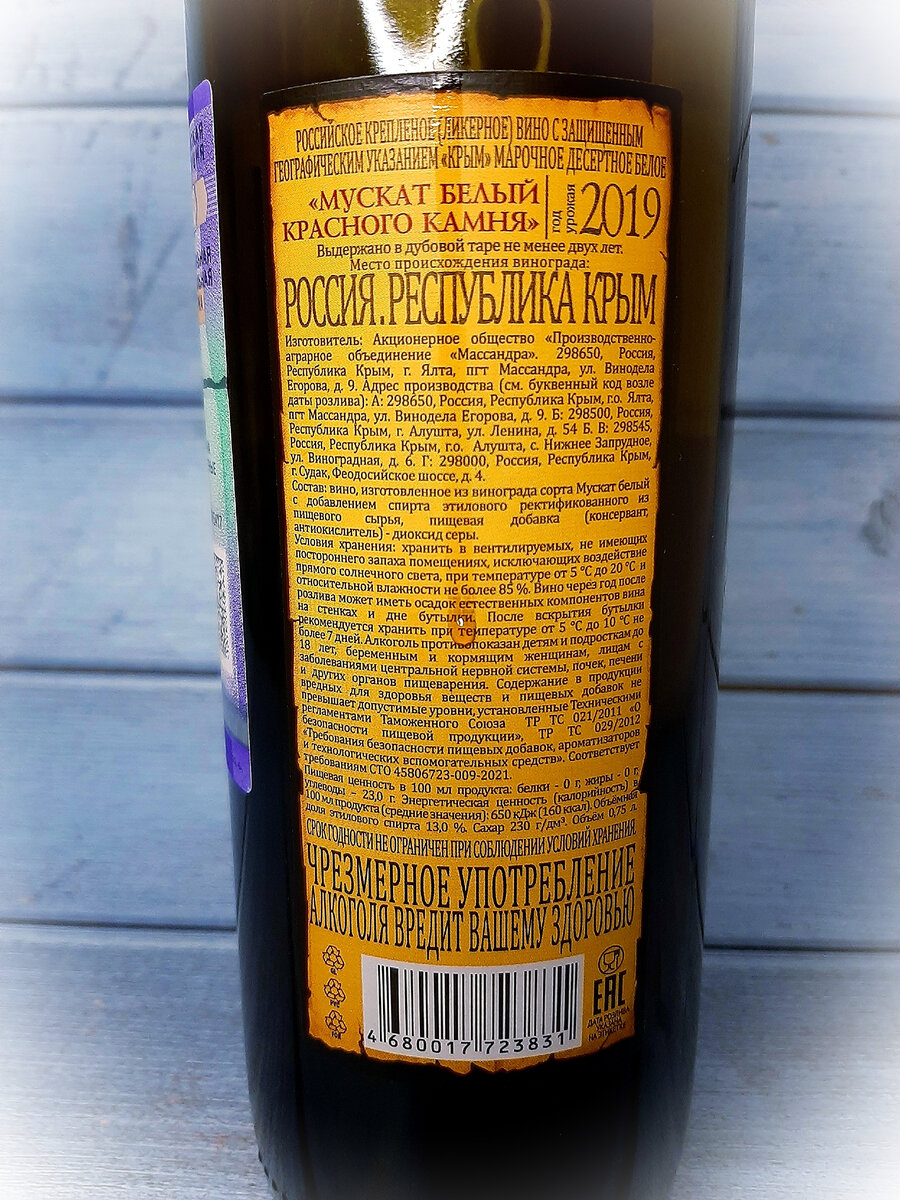 РОССИЙСКОЕ КРЕПЛЕНОЕ (ЛИКЕРНОЕ) ВИНО С ЗАЩИЩЕННЫМ
ГЕОГРАФИЧЕСКИМ УКАЗАНИЕМ «КРЫМ» МАРОЧНОЕ ДЕСЕРТНОЕ БЕЛОЕ
«МУСКАТ БЕЛЫЙ
КРАСНОГО КАМНЯ»
год
урожая
2019
Выдержано в дубовой таре не менее двух лет.
Место происхождения винограда:
РОССИЯ. РЕСПУБЛИКА КРЫМ
Изготовитель: Акционерное общество «Производственно-
аграрное объединение «Массандра». 298650, Россия,
Республика Крым, г. Ялта, пгт Массандра, ул. Винодела
Егорова, д. 9. Адрес производства (см. буквенный код возле
даты розлива): А: 298650, Россия, Республика Крым, г.о. Ялта,
пгт Массандра, ул. Винодела Егорова, д. 9. Б: 298500, Россия,
Республика Крым, г. Алушта, ул. Ленина, д. 54 Б. В: 298545,
Россия, Республика Крым, г.о. Алушта, с. Нижнее Запрудное,
ул. Виноградная, д. 6. Г: 298000, Россия, Республика Крым,
г. Судак, Феодосийское шоссе, д. 4.
Состав: вино, изготовленное из винограда сорта Мускат белый
с добавлением спирта этилового ректификованного из
пищевого сырья, пищевая добавка (консервант,
антиокислитель) - диоксид серы.
Условия хранения: хранить в вентилируемых, не имеющих
постороннего запаха помещениях, исключающих воздействие
прямого солнечного света, при температуре от 5 °С до 20 °С и
относительной влажности не более 85 %. Вино через год после
розлива может иметь осадок естественных компонентов вина
на стенках и дне бутылки. После вскрытия бутылки
рекомендуется хранить при температуре от 5 °С до 10 °С не
более 7 дней. Алкоголь противопоказан детям и подросткам до
18 лет, беременным и кормящим женщинам, лицам с
заболеваниями центральной нервной системы, почек, печени
и других органов пищеварения. Содержание в продукции
вредных для здоровья веществ и пищевых добавок не
превышает допустимые уровни, установленные Техническими
регламентами Таможенного Союза ТР ТС 021/2011 «О
безопасности пищевой продукции», ТР ТС 029/2012
«Требования безопасности пищевых добавок, ароматизаторов
и технологических вспомогательных средств». Соответствует
требованиям СТО 45806723-009-2021.
Пищевая ценность в 100 мл продукта: белки - 0 г, жиры - 0 г,
углеводы – 23,0 г. Энергетическая ценность (калорийность) в
100 мл продукта (средние значения): 650 кДж (160 ккал). Объёмная
доля этилового спирта 13,0 %. Сахар 230 г/дм³. Объём 0,75 л.
СРОК ГОДНОСТИ НЕ ОГРАНИЧЕН ПРИ СОБЛЮДЕНИИ УСЛОВИЙ ХРАНЕНИЯ.
ЧРЕЗМЕРНОЕ УПОТРЕБЛЕНИЕ
АЛКОГОЛЯ ВРЕДИТ ВАШЕМУ ЗДОРОВЬЮ
EAC
ДАТА РОЗЛИВА
УКАЗАНА
НА ЭТИКЕТКЕ
4 680017 723831